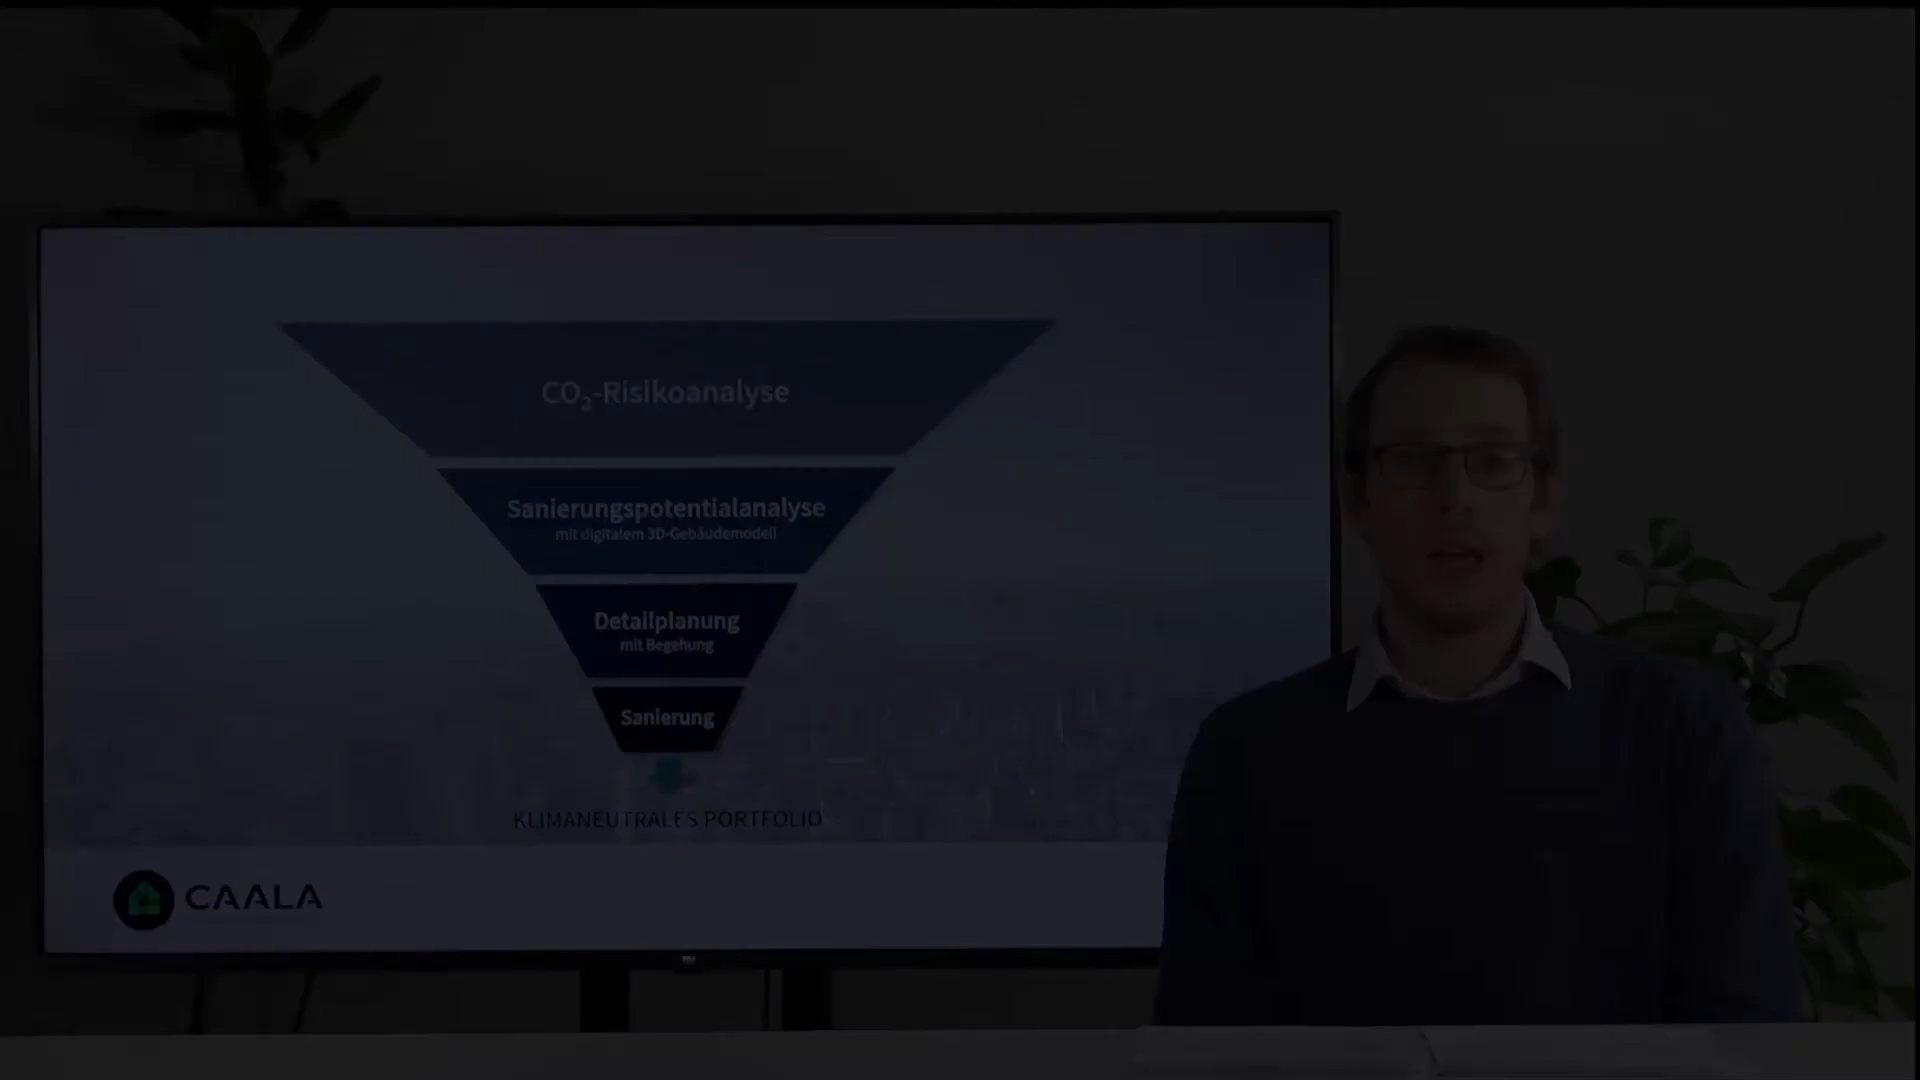 CO₂-Risikoanalyse
Sanierungspotentialanalyse
mit digitalem 3D-Gebäudemodell
Detailplanung
mit Begehung
Sanierung
KLIMANEUTRALES PORTFOLIO
CAALA